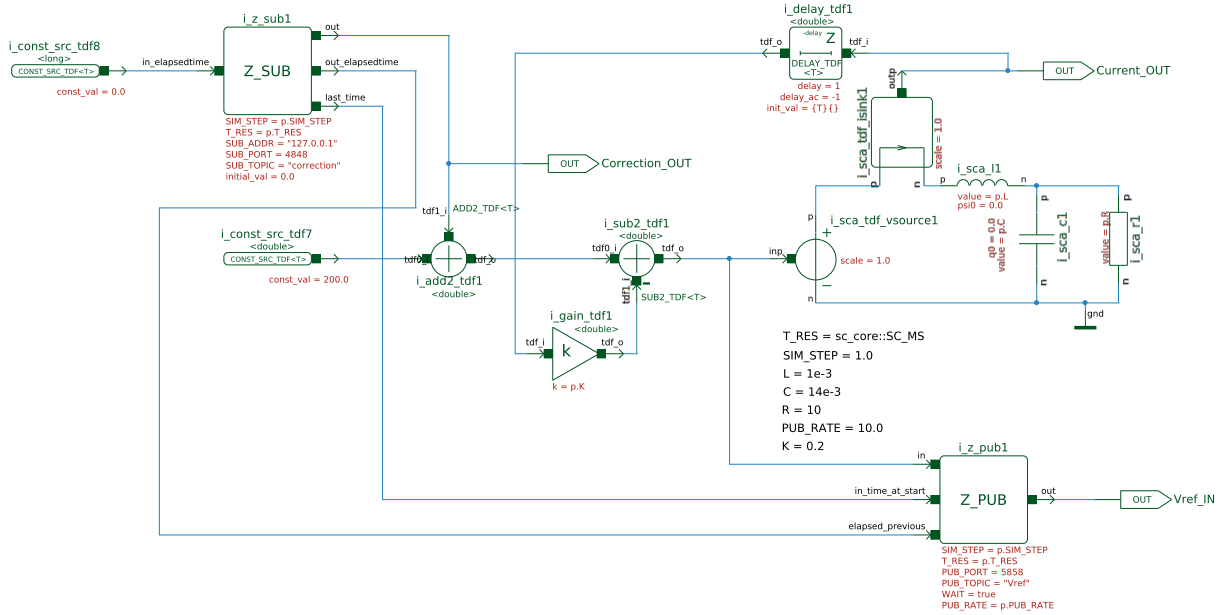 i_z_sub1
i_delay_tdf1
<double>
i_const_src_tdf8
<long>
CONST_SRC_TDF<T>
const_val = 0.0
in_elapsedtime
Z_SUB
out
out_elapsedtime
last_time
SIM_STEP = p.SIM_STEP
T_RES = p.T_RES
SUB_ADDR = "127.0.0.1"
SUB_PORT = 4848
SUB_TOPIC = "correction"
initial_val = 0.0
tdf_o
-delay
Z
DELAY_TDF
<T>
tdf_i
delay = 1
delay_ac = -1
init_val = {T}{}
OUT
Current_OUT
outp
i_sca_tdf_isink1
scale = 1.0
p
n
OUT
Correction_OUT
p
i_sca_l1
n
value = p.L
psi0 = 0.0
p
q0 = 0.0
value = p.C
i_sca_c1
n
p
value = p.R
i_sca_r1
n
gnd
tdf1_i
ADD2_TDF<T>
i_const_src_tdf7
<double>
CONST_SRC_TDF<T>
const_val = 200.0
tdf0_i
tdf_o
i_add2_tdf1
<double>
i_sub2_tdf1
<double>
tdf0_i
tdf_o
tdf1_i
SUB2_TDF<T>
p
i_sca_tdf_vsource1
+
inp
scale = 1.0
−
n
i_gain_tdf1
<double>
tdf_i
k
tdf_o
k = p.K
T_RES = sc_core::SC_MS
SIM_STEP = 1.0
L = 1e-3
C = 14e-3
R = 10
PUB_RATE = 10.0
K = 0.2
i_z_pub1
in
in_time_at_start
elapsed_previous
Z_PUB
out
OUT
Vref_IN
SIM_STEP = p.SIM_STEP
T_RES = p.T_RES
PUB_PORT = 5858
PUB_TOPIC = "Vref"
WAIT = true
PUB_RATE = p.PUB_RATE